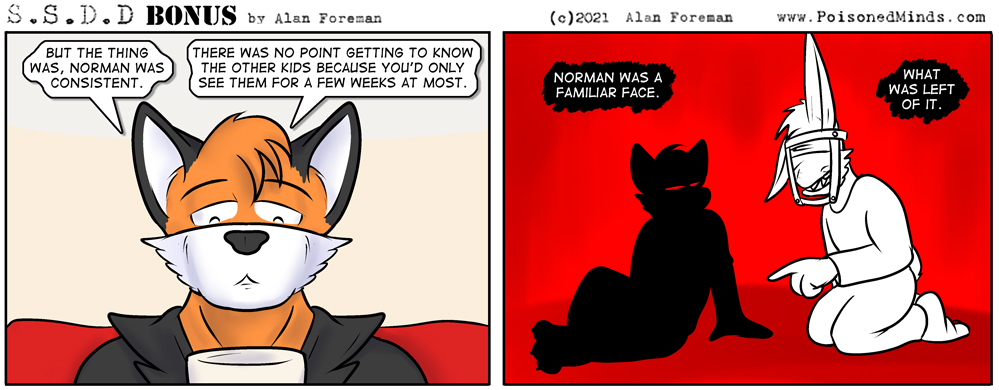 S.S.D.D BONUS by Alan Foreman (c)2021 Alan Foreman www.PoisonedMinds.com
BUT THE THING
WAS, NORMAN WAS
CONSISTENT.
THERE WAS NO POINT GETTING TO KNOW
THE OTHER KIDS BECAUSE YOU'D ONLY
SEE THEM FOR A FEW WEEKS AT MOST.
NORMAN WAS A
FAMILIAR FACE.
WHAT
WAS LEFT
OF IT.